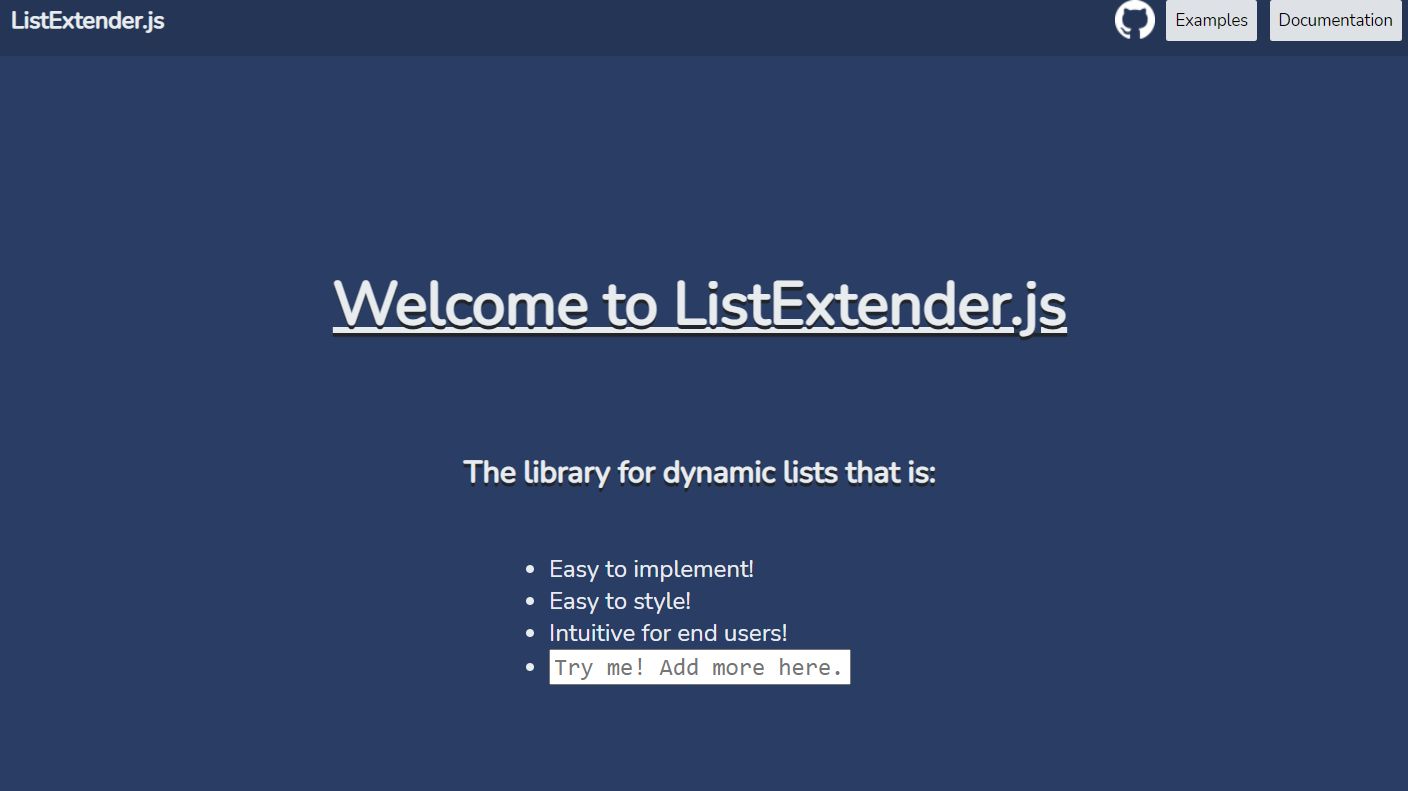 ListExtender.js
Examples
Documentation
Welcome to ListExtender.js
The library for dynamic lists that is:
Easy to implement!
Easy to style!
Intuitive for end users!
Try me! Add more here.